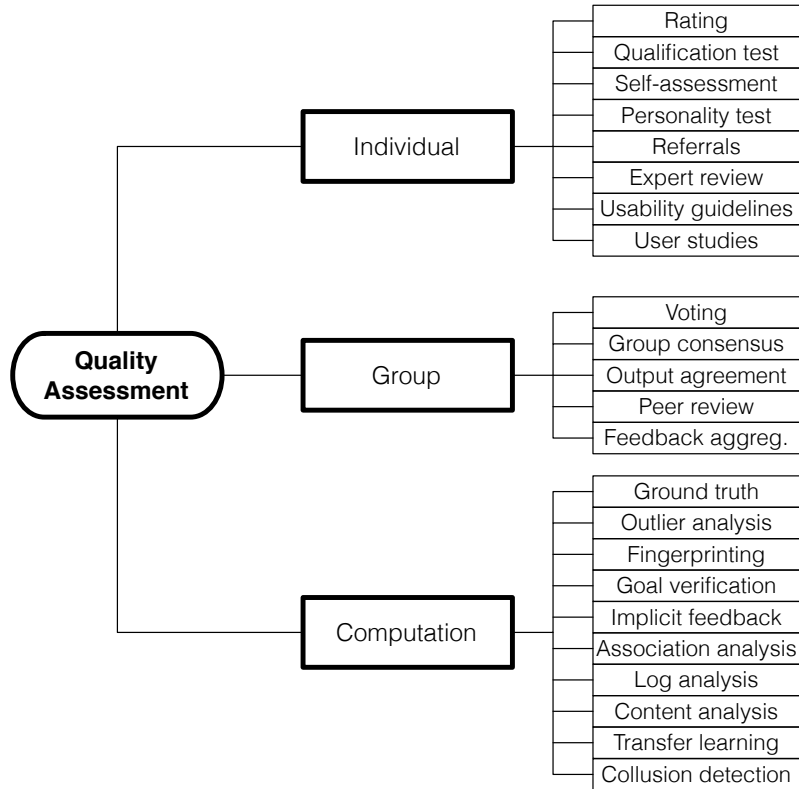 Rating
Qualification test
Self-assessment
Personality test
Individual
Referrals
Expert review
Usability guidelines
User studies
Quality
Assessment
Voting
Group consensus
Group
Output agreement
Peer review
Feedback aggreg.
Ground truth
Outlier analysis
Fingerprinting
Goal verification
Computation
Implicit feedback
Association analysis
Log analysis
Content analysis
Transfer learning
Collusion detection